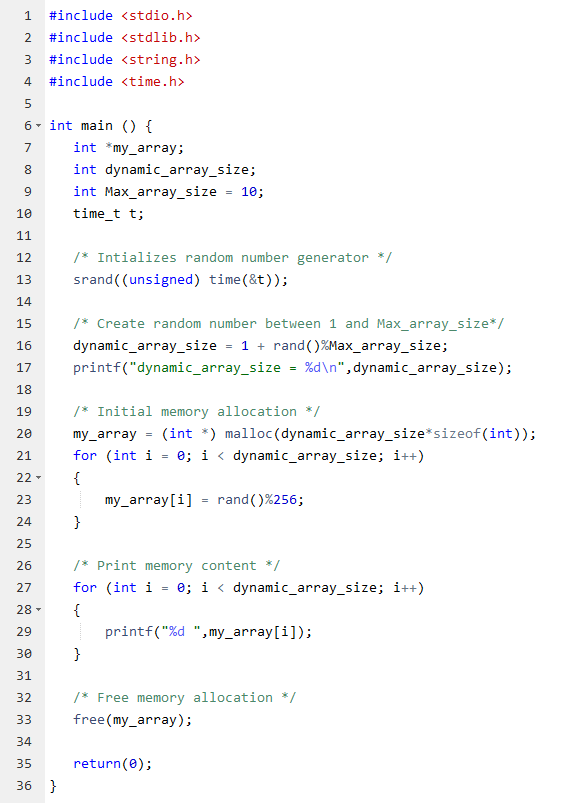 1 #include <stdio.h>
2 #include <stdlib.h>
3 #include <string.h>
4 #include <time.h>
5
6 int main () {
7 int *my_array;
8 int dynamic_array_size;
9 int Max_array_size = 10;
10 time_t t;
11
12 /* Intializes random number generator */
13 srand((unsigned) time(&t));
14
15 /* Create random number between 1 and Max_array_size*/
16 dynamic_array_size = 1 + rand()%Max_array_size;
17 printf("dynamic_array_size = %d\n",dynamic_array_size);
18
19 /* Initial memory allocation */
20 my_array = (int *) malloc(dynamic_array_size*sizeof(int));
21 for (int i = 0; i < dynamic_array_size; i++)
22 {
23 my_array[i] = rand()%256;
24 }
25
26 /* Print memory content */
27 for (int i = 0; i < dynamic_array_size; i++)
28 {
29 printf("%d ",my_array[i]);
30 }
31
32 /* Free memory allocation */
33 free(my_array);
34
35 return(0);
36 }